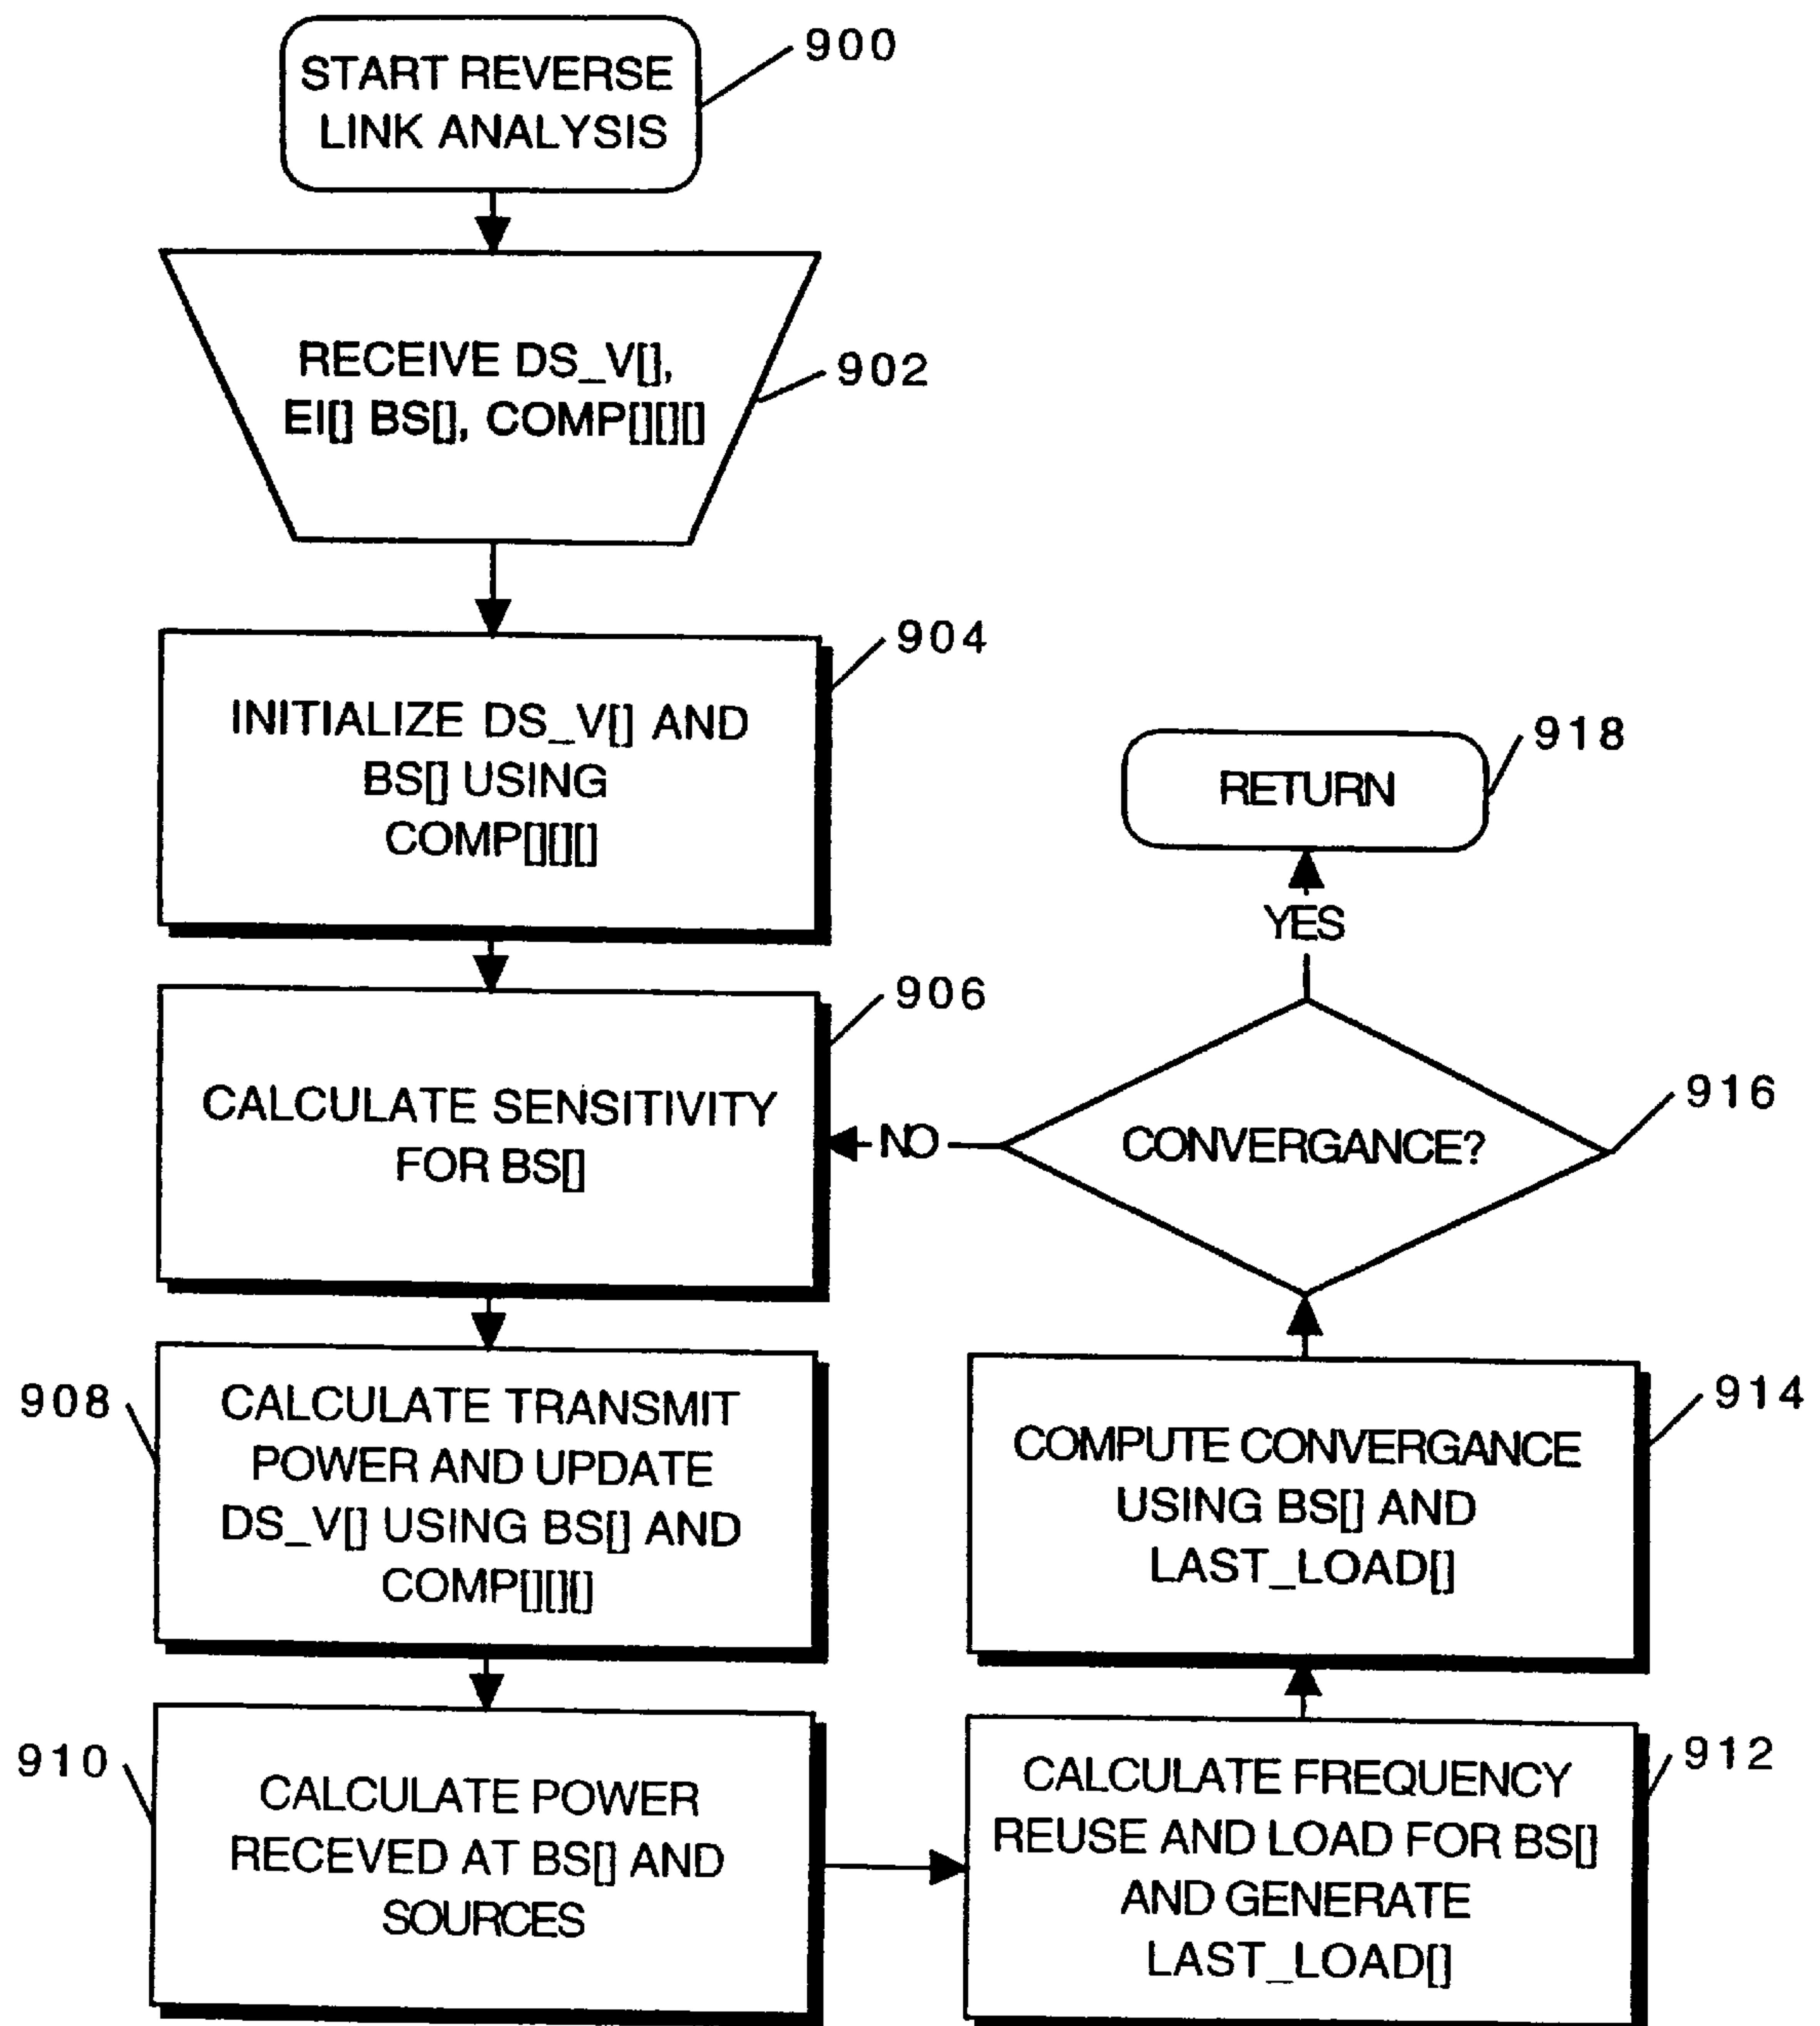 START REVERSE
LINK ANALYSIS
900
RECEIVE DS_V[],
EI[] BS[], COMP[][][]
902
INITIALIZE DS_V[] AND
BS[] USING
COMP[][][]
904
CALCULATE SENSITIVITY
FOR BS[]
906
CALCULATE TRANSMIT
POWER AND UPDATE
DS_V[] USING BS[] AND
COMP[][][]
908
CALCULATE POWER
RECEVED AT BS[] AND
SOURCES
910
CALCULATE FREQUENCY
REUSE AND LOAD FOR BS[]
AND GENERATE
LAST_LOAD[]
912
COMPUTE CONVERGANCE
USING BS[] AND
LAST_LOAD[]
914
CONVERGANCE?
916
NO
YES
RETURN
918